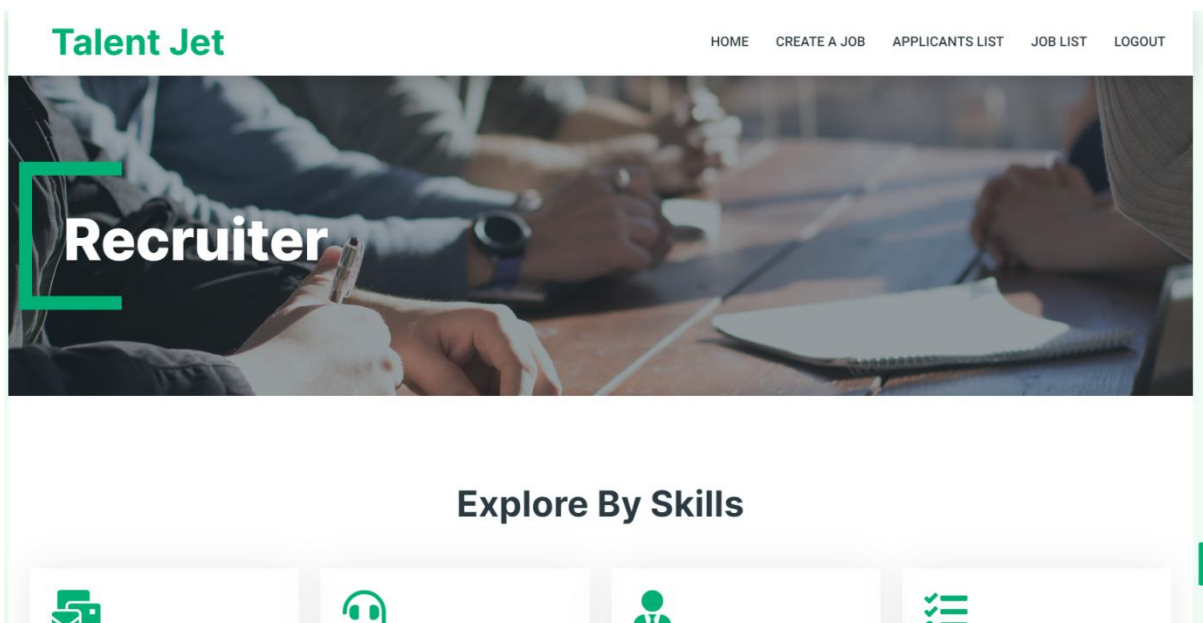 Talent Jet
HOME CREATE A JOB APPLICANTS LIST JOB LIST LOGOUT
Recruiter
Explore By Skills